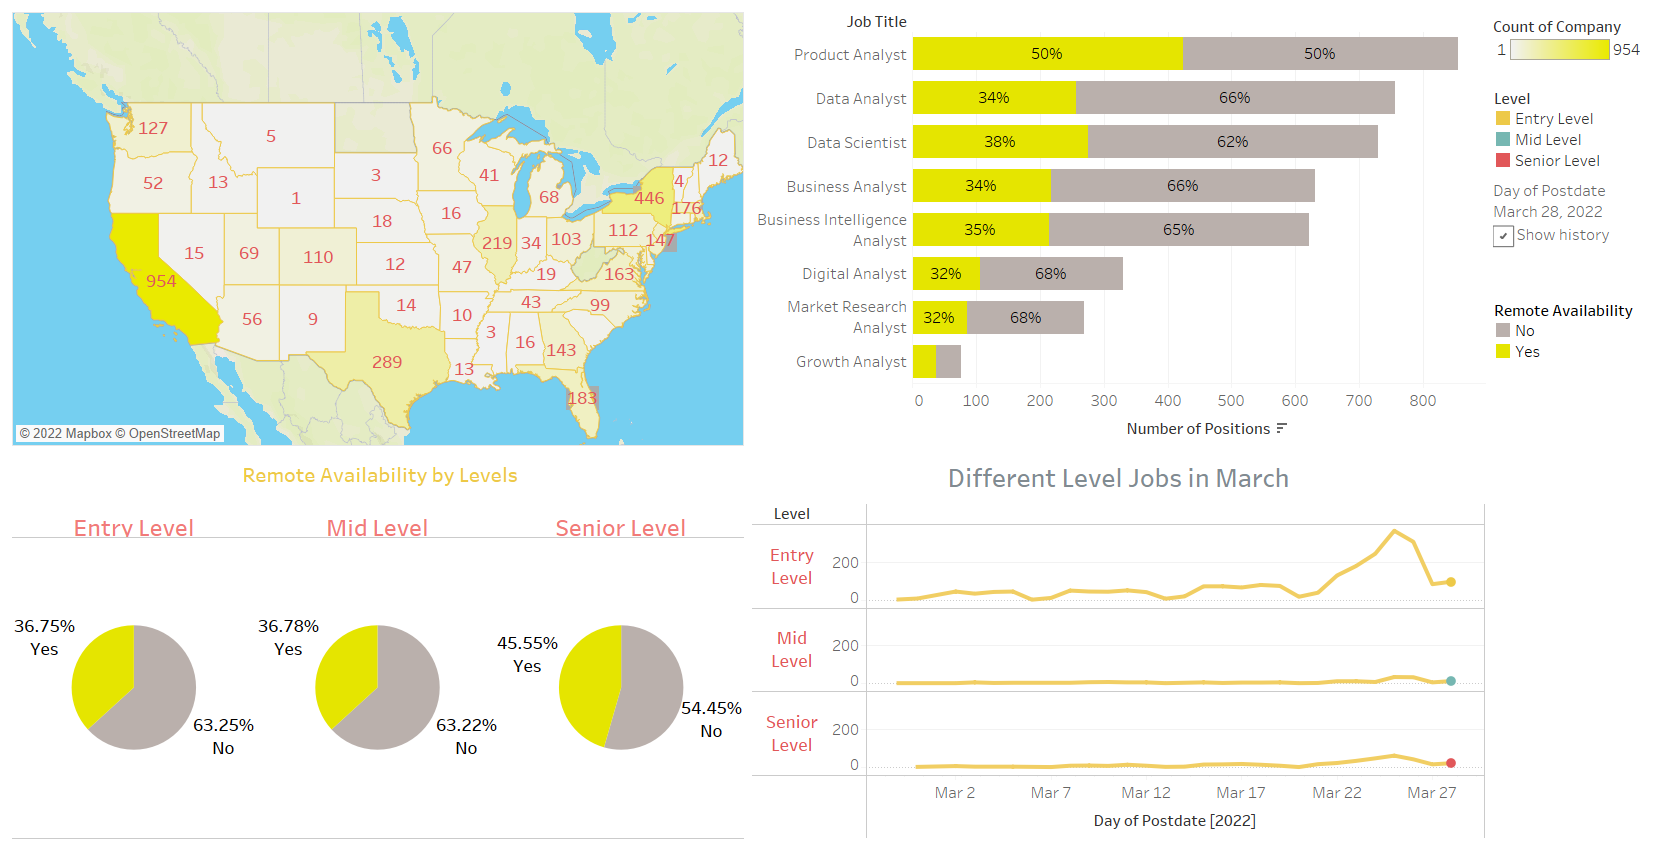 127
5
66
12
52
13
3
41
4
1
68
446
176
18
16
112
147
15
69
110
219
34
103
954
12
47
19
163
56
9
14
10
43
99
3
16
143
289
13
183
© 2022 Mapbox © OpenStreetMap
Job Title
Product Analyst
50%
50%
Data Analyst
34%
66%
Data Scientist
38%
62%
Business Analyst
34%
66%
Business Intelligence
Analyst
35%
65%
Digital Analyst
32%
68%
Market Research
Analyst
32%
68%
Growth Analyst
0
100
200
300
400
500
600
700
800
Number of Positions
Count of Company
1
954
Level
Entry Level
Mid Level
Senior Level
Day of Postdate
March 28, 2022
Show history
Remote Availability
No
Yes
Remote Availability by Levels
Entry Level
Mid Level
Senior Level
36.75%
Yes
63.25%
No
36.78%
Yes
63.22%
No
45.55%
Yes
54.45%
No
Different Level Jobs in March
Level
Entry
Level
200
0
Mid
Level
200
0
Senior
Level
200
0
Mar 2
Mar 7
Mar 12
Mar 17
Mar 22
Mar 27
Day of Postdate [2022]